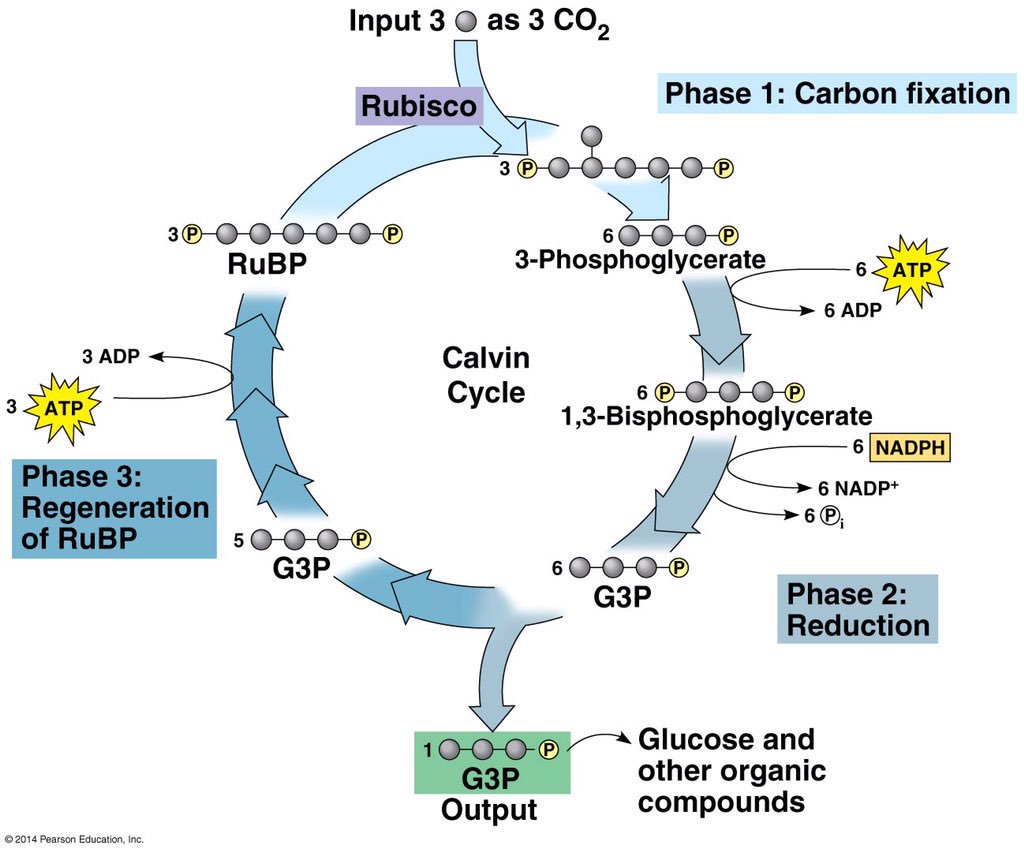 Input 3 as 3 CO₂
Rubisco
Phase 1: Carbon fixation
3 P P
3 P P
RuBP
6 P
3-Phosphoglycerate
6 ATP
6 ADP
3 ADP
3 ATP
Calvin
Cycle
6 P P
1,3-Bisphosphoglycerate
6 NADPH
6 NADP⁺
6 Pᵢ
Phase 3:
Regeneration
of RuBP
5 P
G3P
6 P
G3P
Phase 2:
Reduction
1 P
G3P
Output
Glucose and
other organic
compounds
© 2014 Pearson Education, Inc.